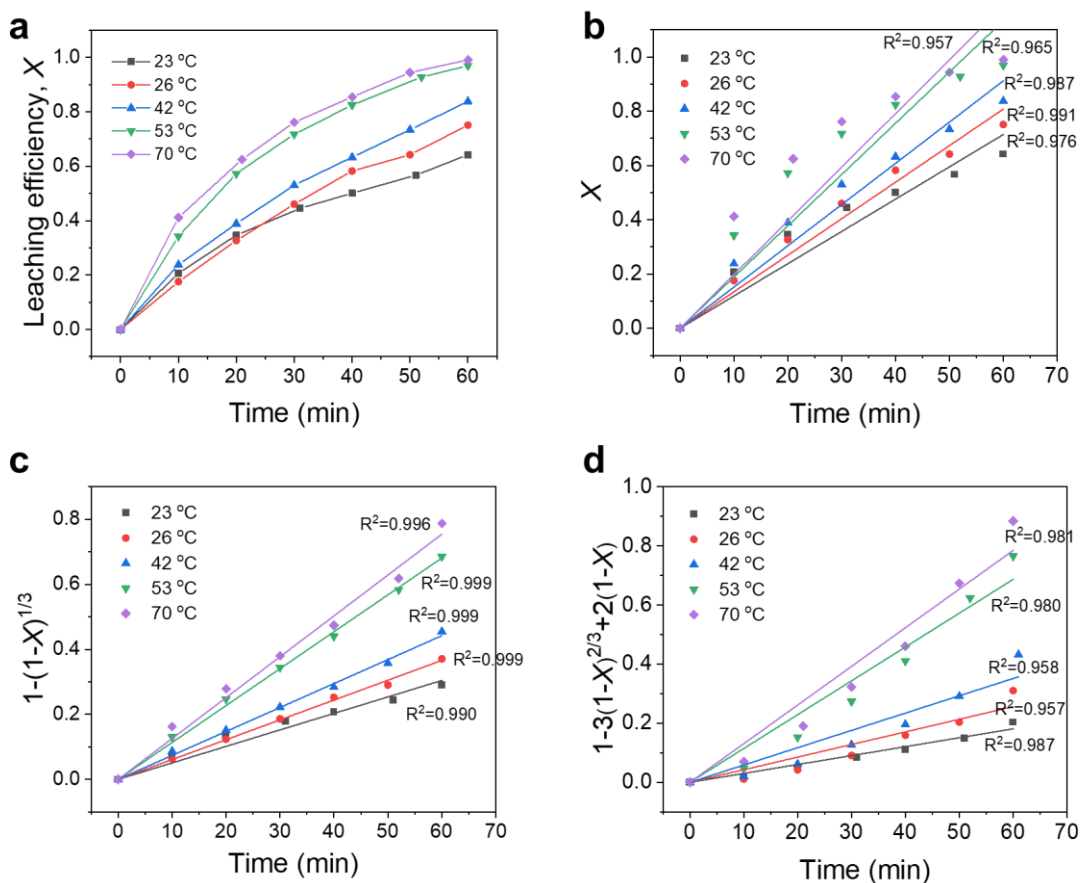 a
Leaching efficiency, X
1.0
0.8
0.6
0.4
0.2
0.0
23 ºC
26 ºC
42 ºC
53 ºC
70 ºC
0 10 20 30 40 50 60
Time (min)
b
X
1.0
0.8
0.6
0.4
0.2
0.0
23 ºC
26 ºC
42 ºC
53 ºC
70 ºC
R²=0.957
R²=0.965
R²=0.987
R²=0.991
R²=0.976
0 10 20 30 40 50 60 70
Time (min)
c
1-(1-X)^1/3
0.8
0.6
0.4
0.2
0.0
23 ºC
26 ºC
42 ºC
53 ºC
70 ºC
R²=0.996
R²=0.999
R²=0.999
R²=0.999
R²=0.990
0 10 20 30 40 50 60 70
Time (min)
d
1-3(1-X)^2/3+2(1-X)
1.0
0.8
0.6
0.4
0.2
0.0
23 ºC
26 ºC
42 ºC
53 ºC
70 ºC
R²=0.981
R²=0.980
R²=0.958
R²=0.957
R²=0.987
0 10 20 30 40 50 60 70
Time (min)